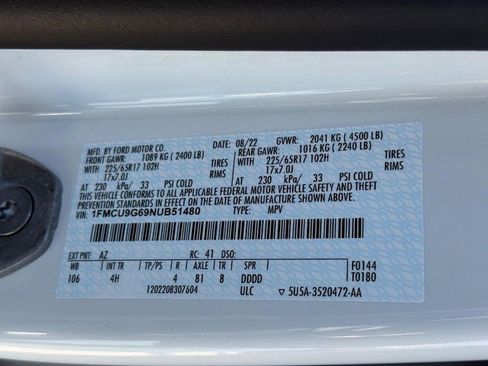 MFD. BY FORD MOTOR CO.
DATE: 08/22 GVWR: 2041 KG ( 4500 LB)
FRONT GAWR: 1089 KG ( 2400 LB)
REAR GAWR: 1016 KG ( 2240 LB)
WITH 225/65R17 102H TIRES
WITH 225/65R17 102H TIRES
17x7.0J RIMS
17x7.0J RIMS
AT 230 kPa/ 33 PSI COLD
AT 230 kPa/ 33 PSI COLD
THIS VEHICLE CONFORMS TO ALL APPLICABLE FEDERAL MOTOR VEHICLE SAFETY, BUMPER, AND THEFT
PREVENTION STANDARDS IN EFFECT ON THE DATE OF MANUFACTURE SHOWN ABOVE.
VIN: 1FMCU9G69NUB51480 TYPE: MPV
EXT PNT: AZ RC: 41 DSO:
WB INT TR TP/PS R AXLE TR SPR F0144
106 4H 4 81 8 DDDD T0180
1202208307604 ULC ▽ 5U5A-3520472-AA